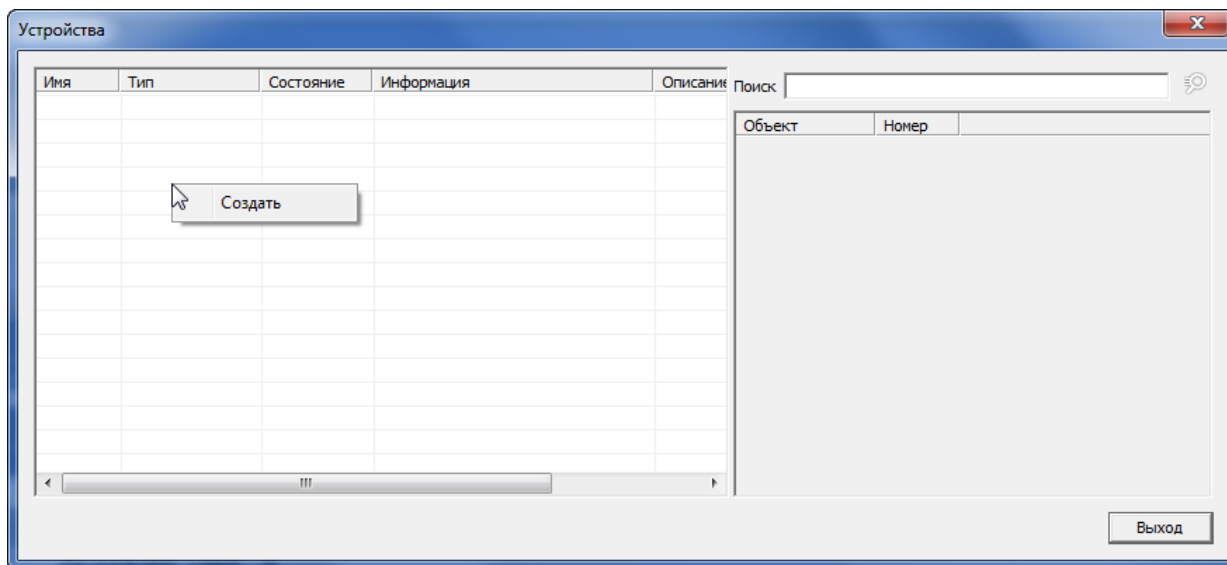 Устройства
Имя Тип Состояние Информация Описание
Поиск
Объект Номер
Создать
Выход